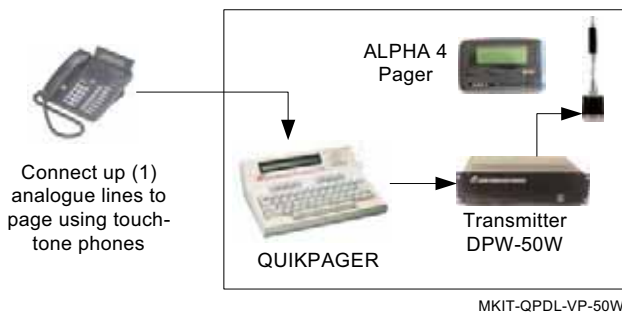 ALPHA 4
Pager
Connect up (1)
analogue lines to
page using touch-
tone phones
QUIKPAGER
Transmitter
DPW-50W
MKIT-QPDL-VP-50W